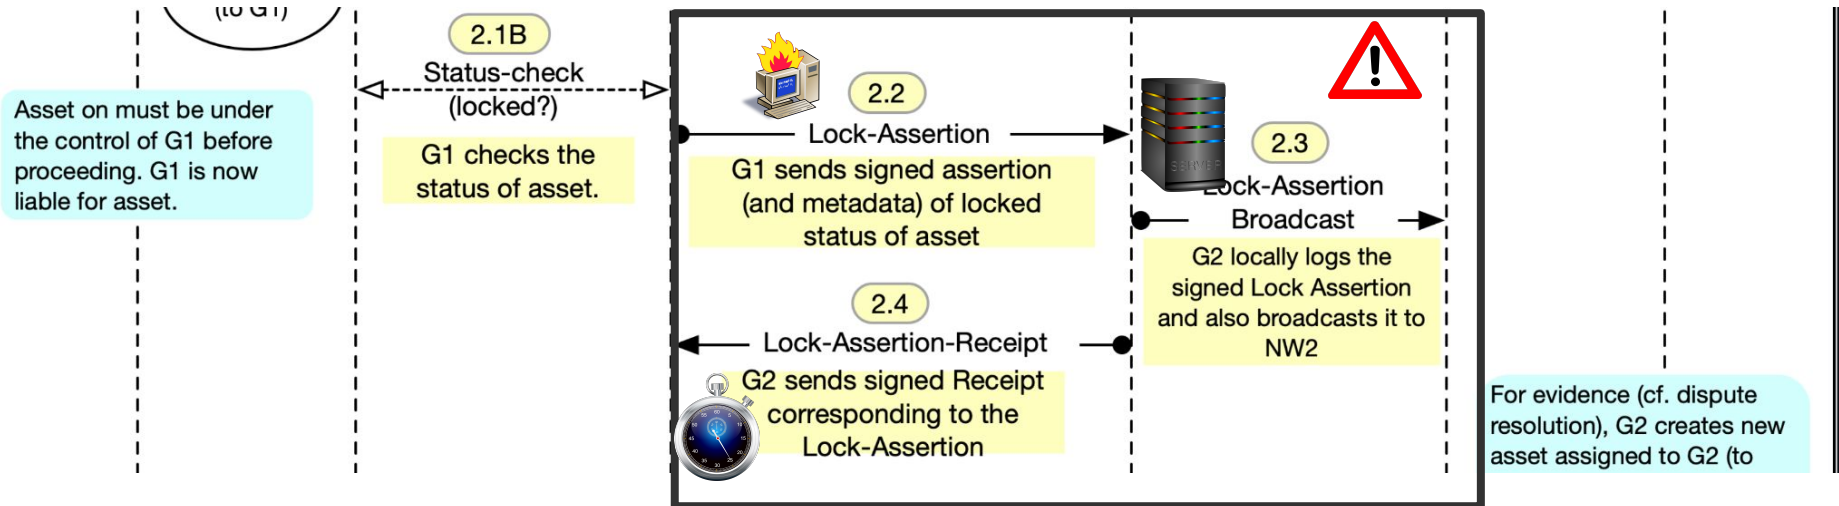 (to G1)
Asset on must be under
the control of G1 before
proceeding. G1 is now
liable for asset.
2.1B
Status-check
(locked?)
G1 checks the
status of asset.
2.2
Lock-Assertion
G1 sends signed assertion
(and metadata) of locked
status of asset
SERVER
2.3
Lock-Assertion
Broadcast
G2 locally logs the
signed Lock Assertion
and also broadcasts it to
NW2
2.4
Lock-Assertion-Receipt
G2 sends signed Receipt
corresponding to the
Lock-Assertion
For evidence (cf. dispute
resolution), G2 creates new
asset assigned to G2 (to